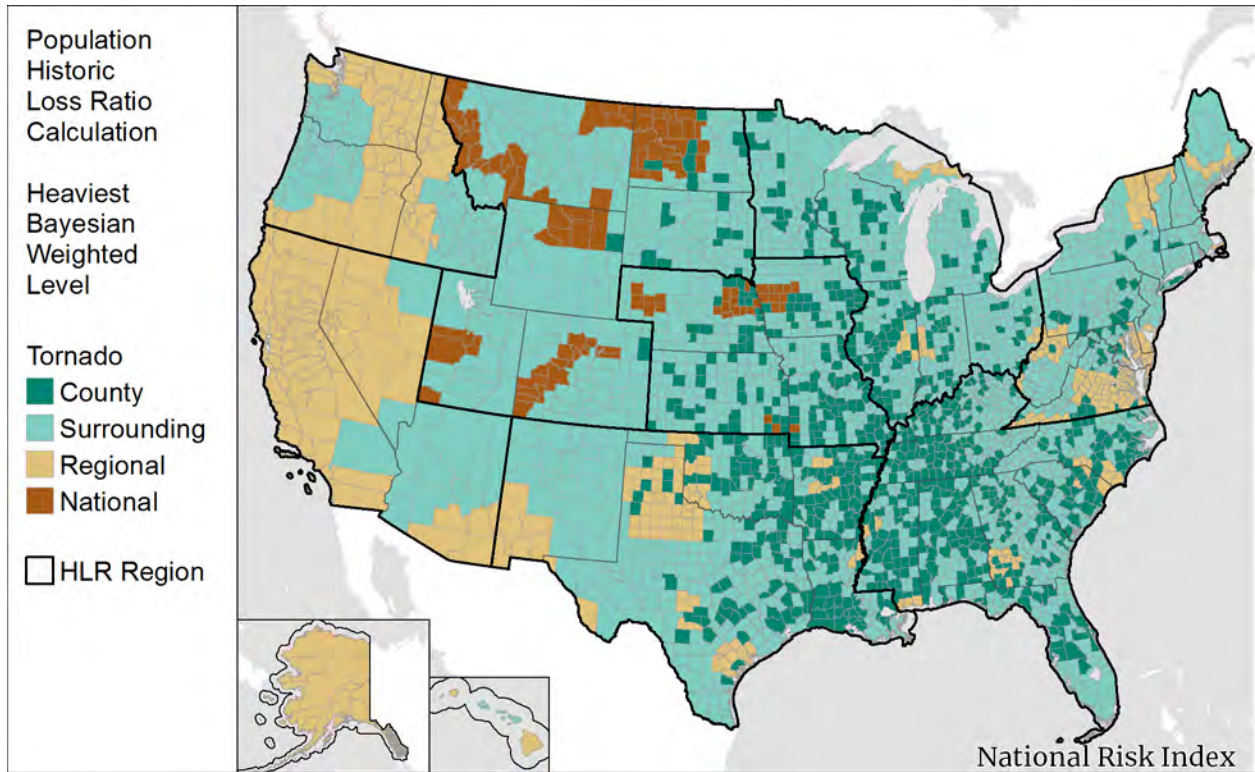 Population
Historic
Loss Ratio
Calculation
Heaviest
Bayesian
Weighted
Level
Tornado
County
Surrounding
Regional
National
HLR Region
National Risk Index